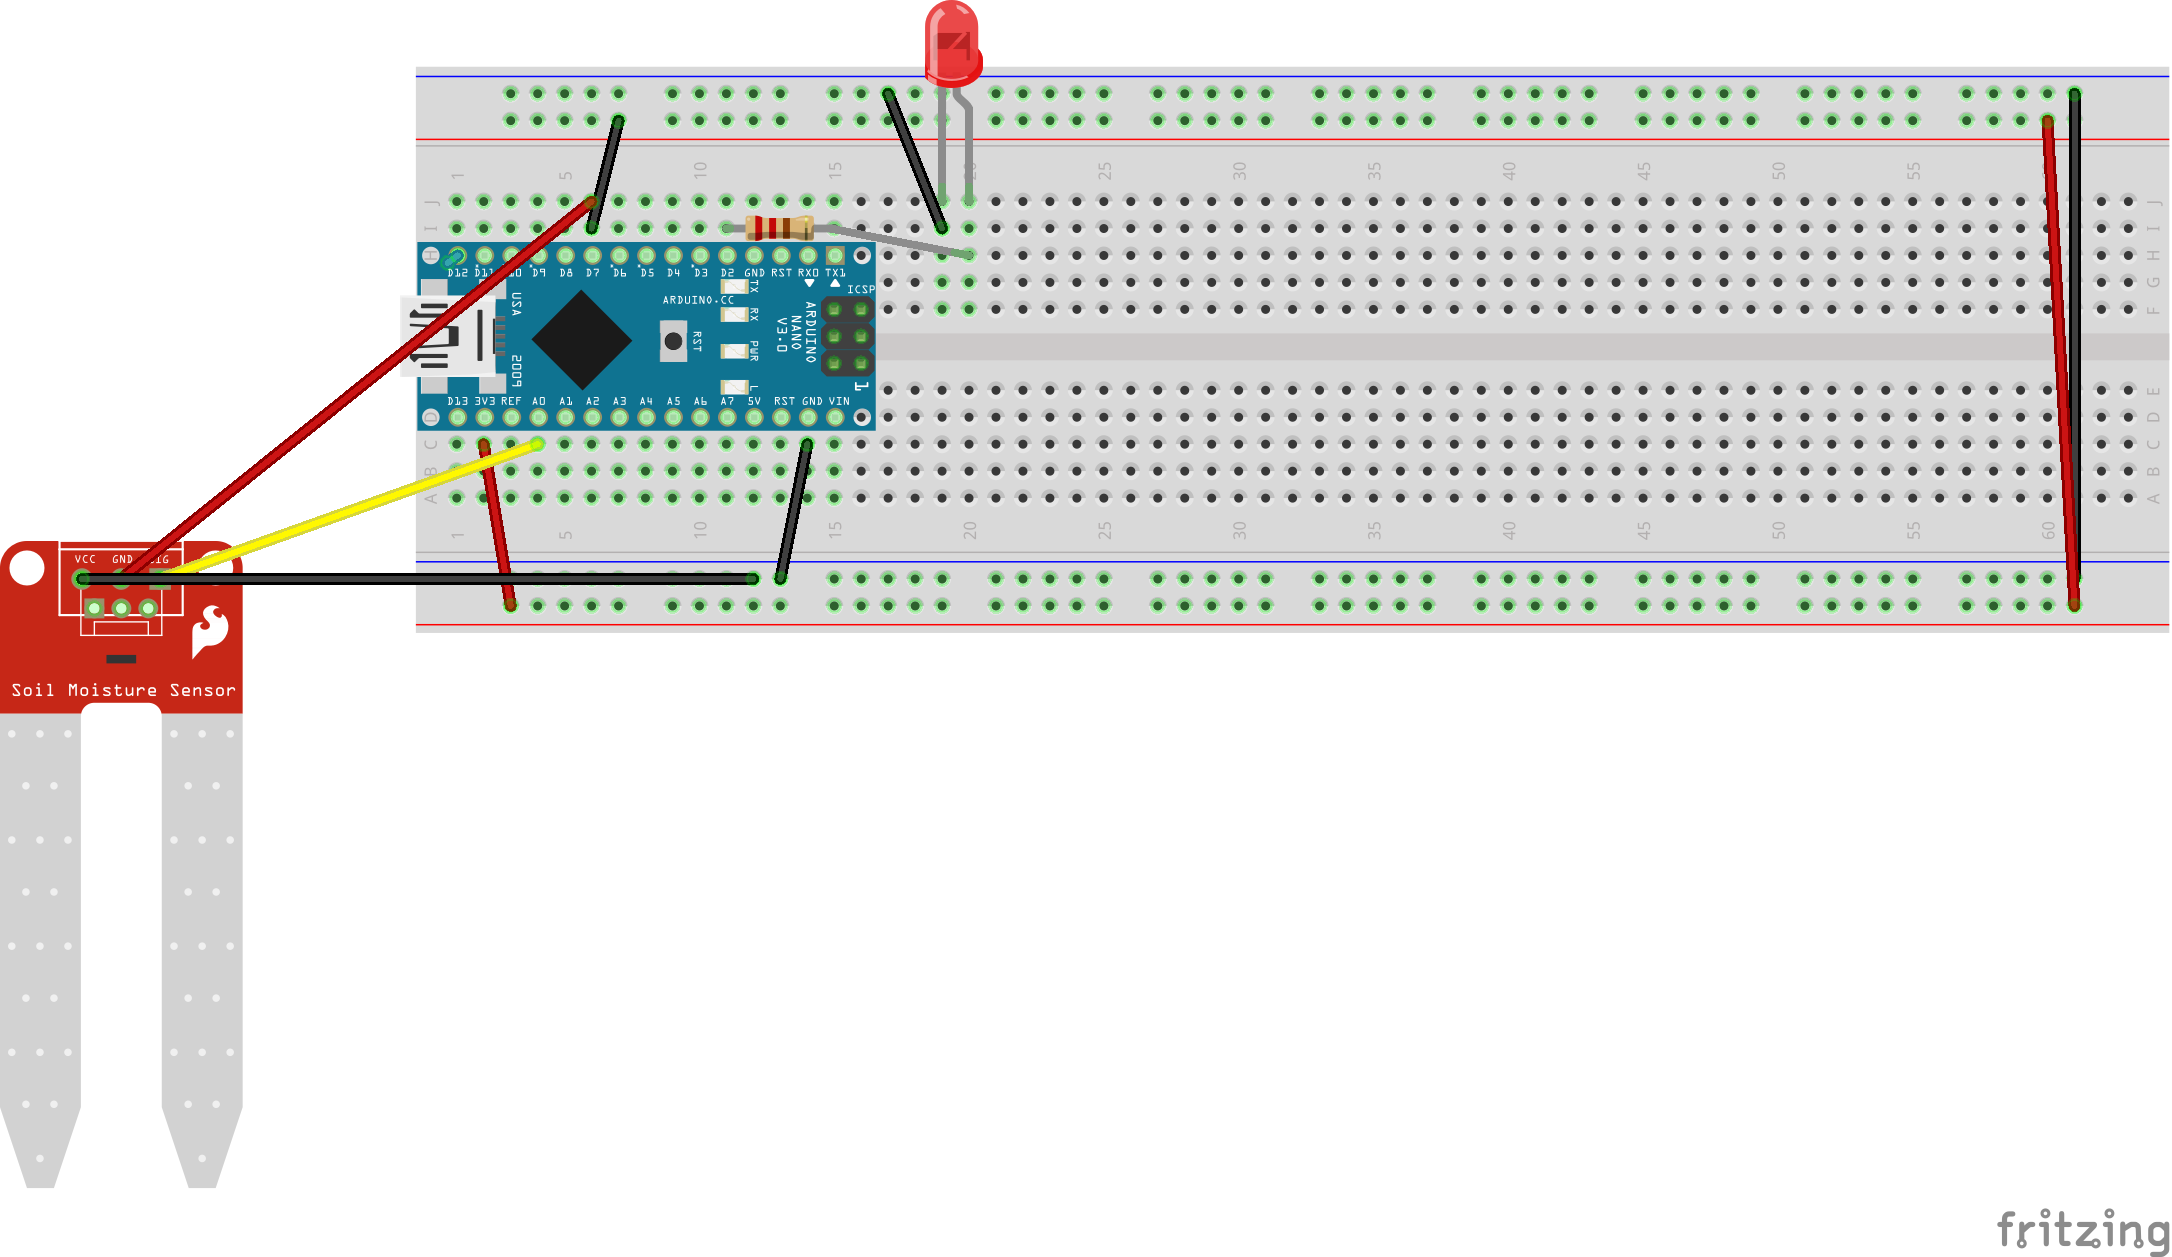 1 5 10 15 20 25 30 35 40 45 50 55
J J
I I
H H
G
F
D12 D11 D10 D9 D8 D7 D6 D5 D4 D3 D2 GND RST RX0 TX1
ICSP
TX
RX
PWR
L
ARDUINO.CC
USA
2009
RST
ARDUINO
NANO
V3.0
1
D13 3V3 REF A0 A1 A2 A3 A4 A5 A6 A7 5V RST GND VIN
E
D D
C C
B B
A A
1 5 10 15 20 25 30 35 40 45 50 55 60
VCC GND SIG
Soil Moisture Sensor
fritzing